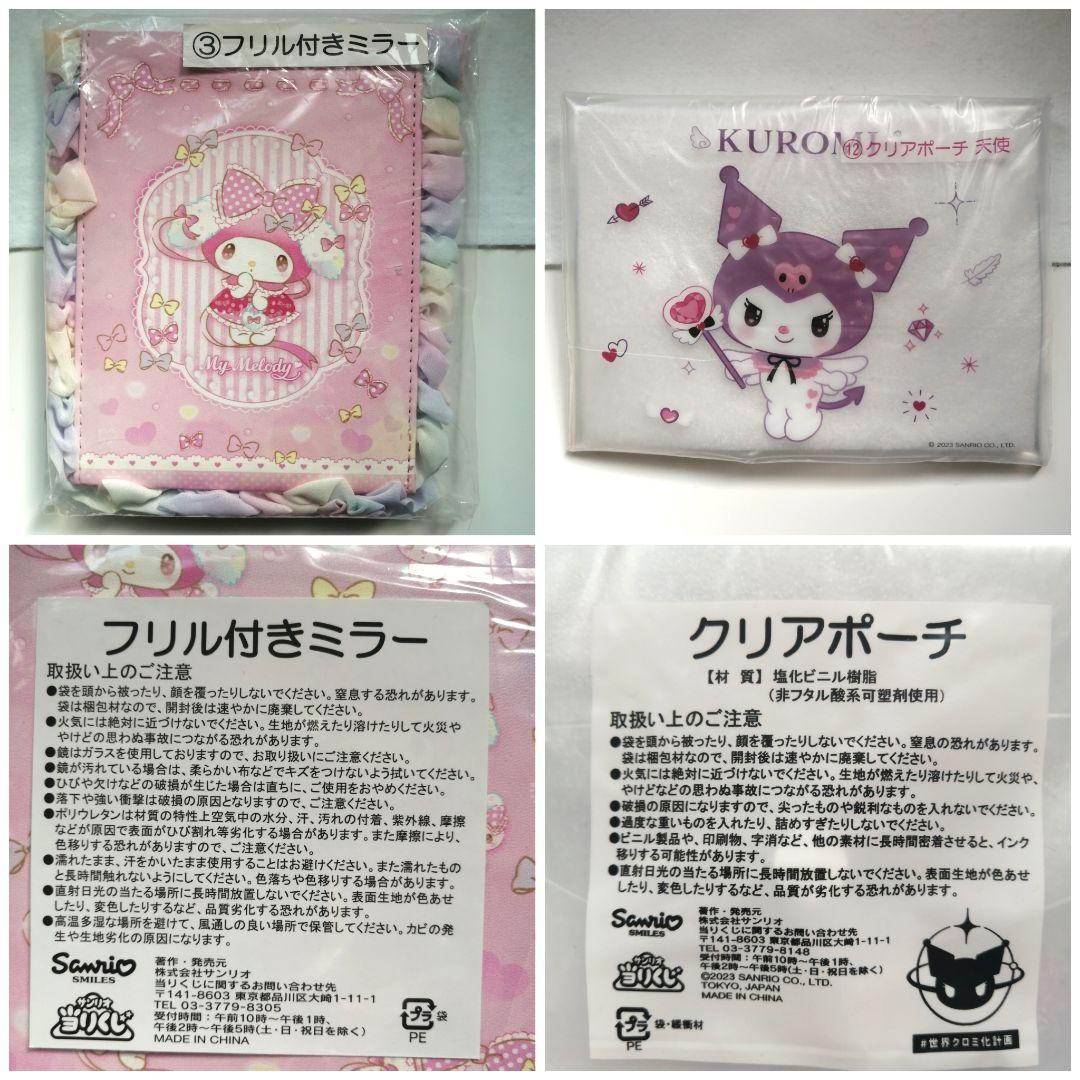 ③フリル付きミラー
My Melody
KUROMI
⑫クリアポーチ 天使
© 2023 SANRIO CO., LTD.
フリル付きミラー
取扱い上のご注意
●袋を頭から被ったり、顔を覆ったりしないでください。窒息する恐れがあります。
袋は梱包材なので、開封後は速やかに廃棄してください。
●火気には絶対に近づけないでください。生地が燃えたり溶けたりして火災や
やけどの思わぬ事故につながる恐れがあります。
●鏡はガラスを使用しておりますので、お取り扱いにご注意ください。
●鏡が汚れている場合は、柔らかい布などでキズをつけないよう拭いてください。
●ひびや欠けなどの破損が生じた場合は直ちに、ご使用をおやめください。
●落下や強い衝撃は破損の原因となりますので、ご注意ください。
●ポリウレタンは材質の特性上空気中の水分、汗、汚れの付着、紫外線、摩擦
などが原因で表面がひび割れ等劣化する場合があります。また摩擦により、
色移りする恐れがありますので、ご注意ください。
●濡れたまま、汗をかいたまま使用することはお避けください。また濡れたもの
と長時間触れないようにしてください。色落ちや色移りする場合があります。
●直射日光の当たる場所に長時間放置しないでください。表面生地が色あせ
したり、変色したりするなど、品質劣化する恐れがあります。
●高温多湿な場所を避けて、風通しの良い場所で保管してください。カビの発
生や生地劣化の原因になります。
Sanrio
SMILES
サンリオ
当りくじ
著作・発売元
株式会社サンリオ
当りくじに関するお問い合わせ先
〒141-8603 東京都品川区大崎1-11-1
TEL 03-3779-8305
受付時間:午前10時～午後1時、
午後2時～午後5時(土・日・祝日を除く)
MADE IN CHINA
プラ 袋
PE
クリアポーチ
【材 質】 塩化ビニル樹脂
(非フタル酸系可塑剤使用)
取扱い上のご注意
●袋を頭から被ったり、顔を覆ったりしないでください。窒息の恐れがあります。
袋は梱包材なので、開封後は速やかに廃棄してください。
●火気には絶対に近づけないでください。生地が燃えたり溶けたりして火災や、
やけどなどの思わぬ事故につながる恐れがあります。
●破損の原因になりますので、尖ったものや鋭利なものを入れないでください。
●過度な重いものを入れたり、詰めすぎたりしないでください。
●ビニル製品や、印刷物、字消など、他の素材に長時間密着させると、インク
移りする可能性があります。
●直射日光の当たる場所に長時間放置しないでください。表面生地が色あせ
したり、変色したりするなど、品質が劣化する恐れがあります。
Sanrio
SMILES
サンリオ
当りくじ
著作・発売元
株式会社サンリオ
当りくじに関するお問い合わせ先
〒141-8603 東京都品川区大崎1-11-1
TEL 03-3779-8148
受付時間:午前10時～午後1時、
午後2時～午後5時(土・日・祝日を除く)
©2023 SANRIO CO., LTD.
TOKYO, JAPAN
MADE IN CHINA
プラ 袋・緩衝材
PE
#世界クロミ化計画